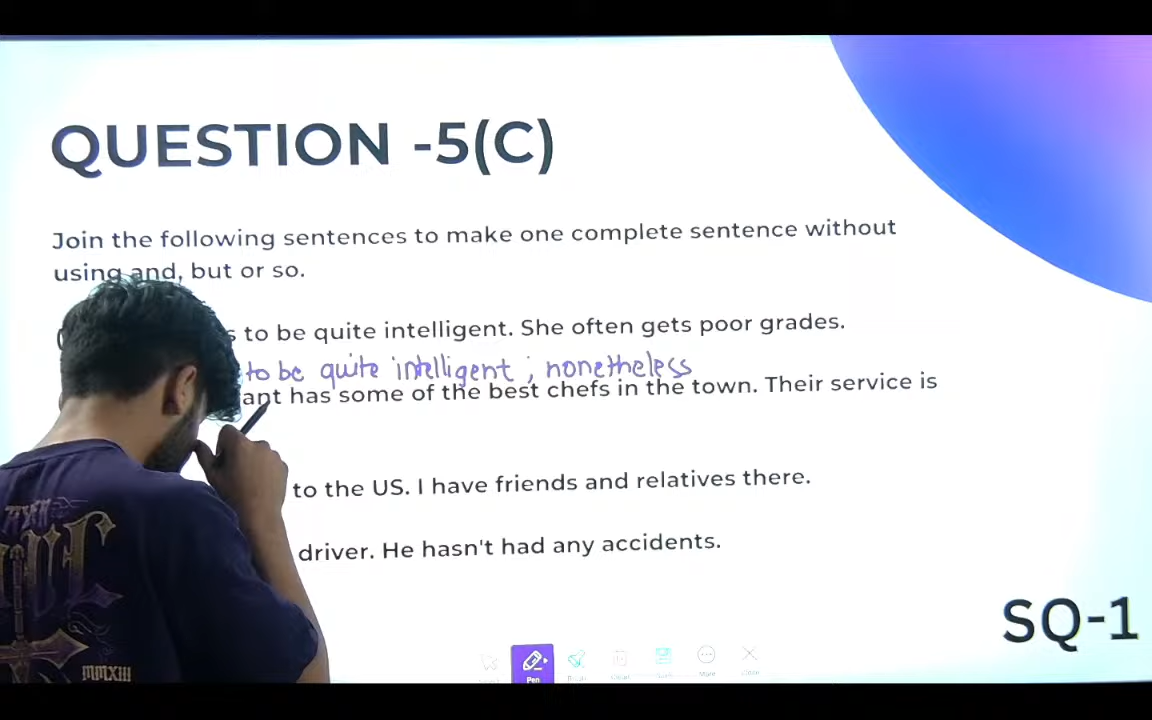 QUESTION -5(C)
Join the following sentences to make one complete sentence without
using and, but or so.
to be quite intelligent. She often gets poor grades.
to be quite intelligent ; nonetheless
has some of the best chefs in the town. Their service is
to the US. I have friends and relatives there.
driver. He hasn't had any accidents.
SQ-1
MMXIII
Pen
More